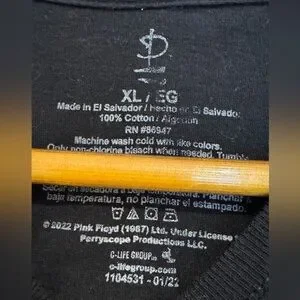 XL / EG
Made in El Salvador / Hecho en El Salvador
100% Cotton / Algodon
RN #86947
Machine wash cold with like colors.
Only non-chlorine bleach when needed. Tumble
Secar en secadora a baja temperatura. Planchar a
baja temperatura, no planchar el estampado.
©2022 Pink Floyd (1987) Ltd. Under License
Perryscope Productions LLC.
C-LIFE GROUP
c-lifegroup.com
1104531 - 01/22